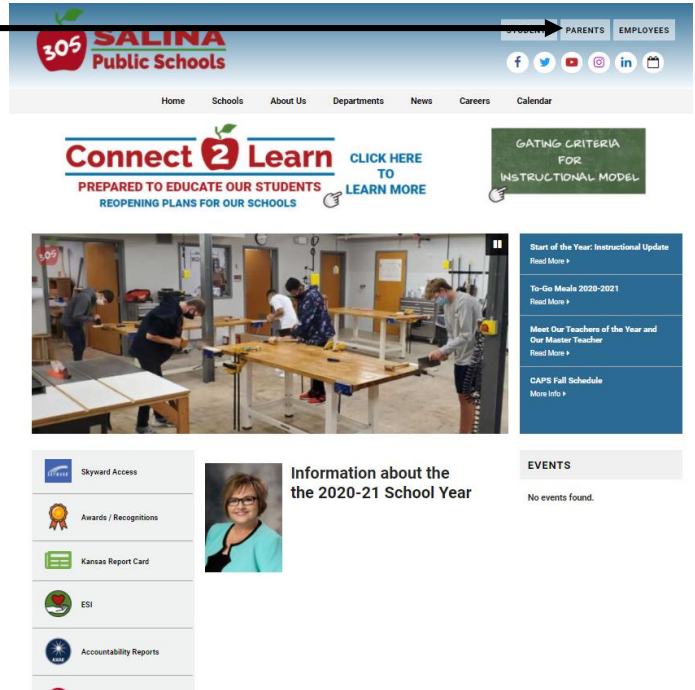 305 SALINA
Public Schools
STUDENTS PARENTS EMPLOYEES
Home Schools About Us Departments News Careers Calendar
Connect 2 Learn
PREPARED TO EDUCATE OUR STUDENTS
REOPENING PLANS FOR OUR SCHOOLS
CLICK HERE
TO
LEARN MORE
GATING CRITERIA
FOR
INSTRUCTIONAL MODEL
305
Start of the Year: Instructional Update
Read More
To-Go Meals 2020-2021
Read More
Meet Our Teachers of the Year and
Our Master Teacher
Read More
CAPS Fall Schedule
More Info
Skyward Access
Awards / Recognitions
Kansas Report Card
ESI
Accountability Reports
Information about the
the 2020-21 School Year
EVENTS
No events found.